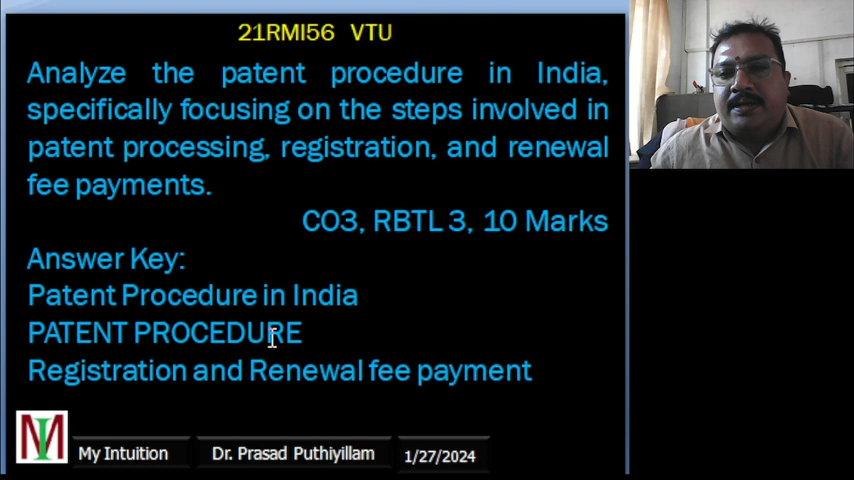 21RMI56 VTU
Analyze the patent procedure in India,
specifically focusing on the steps involved in
patent processing, registration, and renewal
fee payments.
CO3, RBTL 3, 10 Marks
Answer Key:
Patent Procedure in India
PATENT PROCEDURE
Registration and Renewal fee payment
MI
My Intuition
Dr. Prasad Puthiyillam
1/27/2024